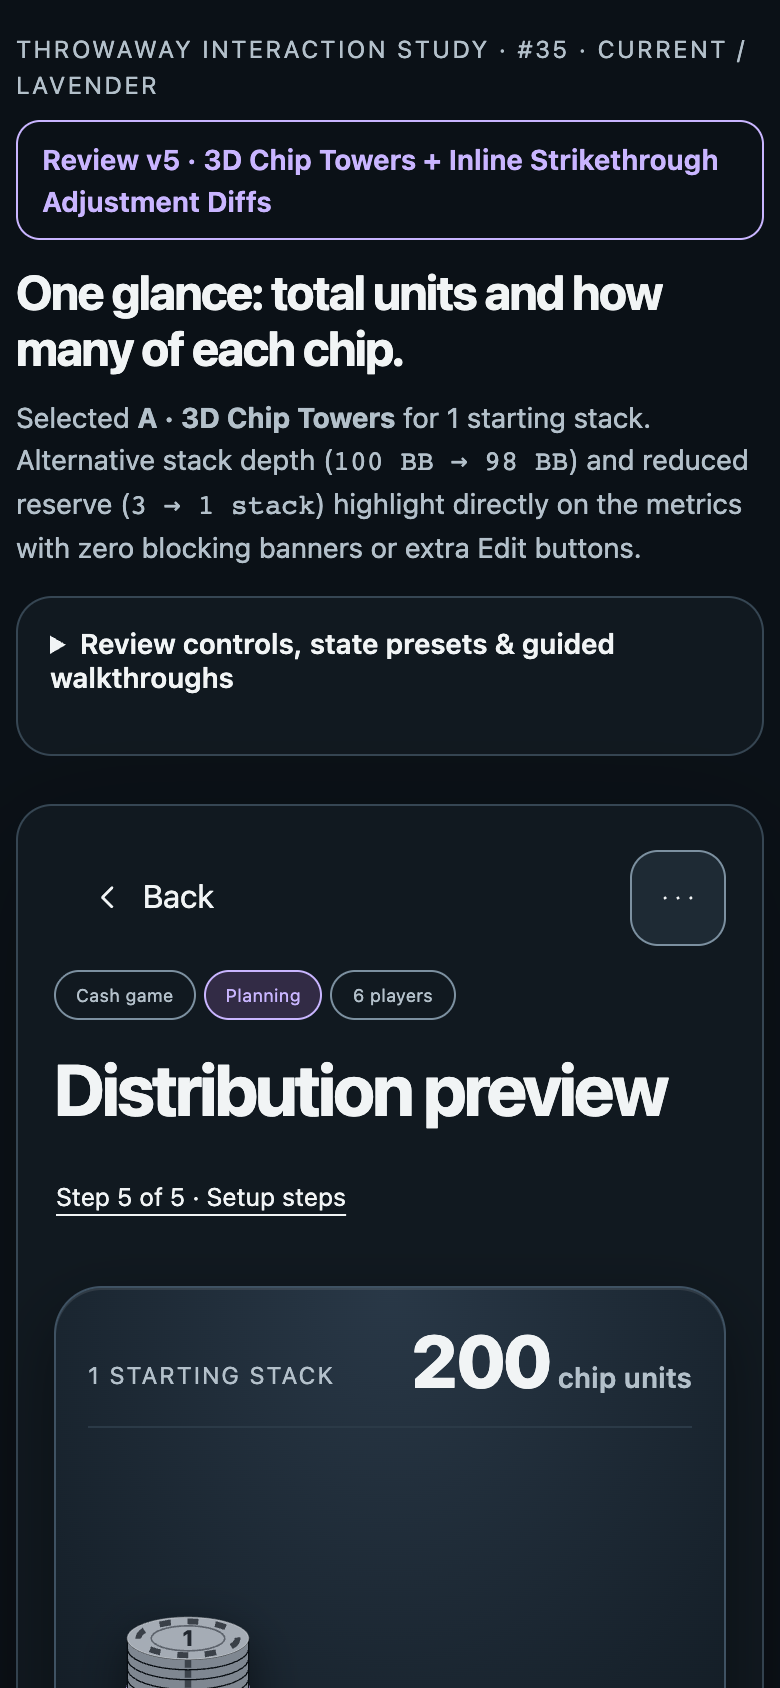 THROWAWAY INTERACTION STUDY · #35 · CURRENT /
LAVENDER
Review v5 · 3D Chip Towers + Inline Strikethrough
Adjustment Diffs
One glance: total units and how
many of each chip.
Selected A · 3D Chip Towers for 1 starting stack.
Alternative stack depth (100 BB → 98 BB) and reduced
reserve (3 → 1 stack) highlight directly on the metrics
with zero blocking banners or extra Edit buttons.
▶ Review controls, state presets & guided
walkthroughs
Back
...
Cash game
Planning
6 players
Distribution preview
Step 5 of 5 · Setup steps
1 STARTING STACK
200 chip units
1